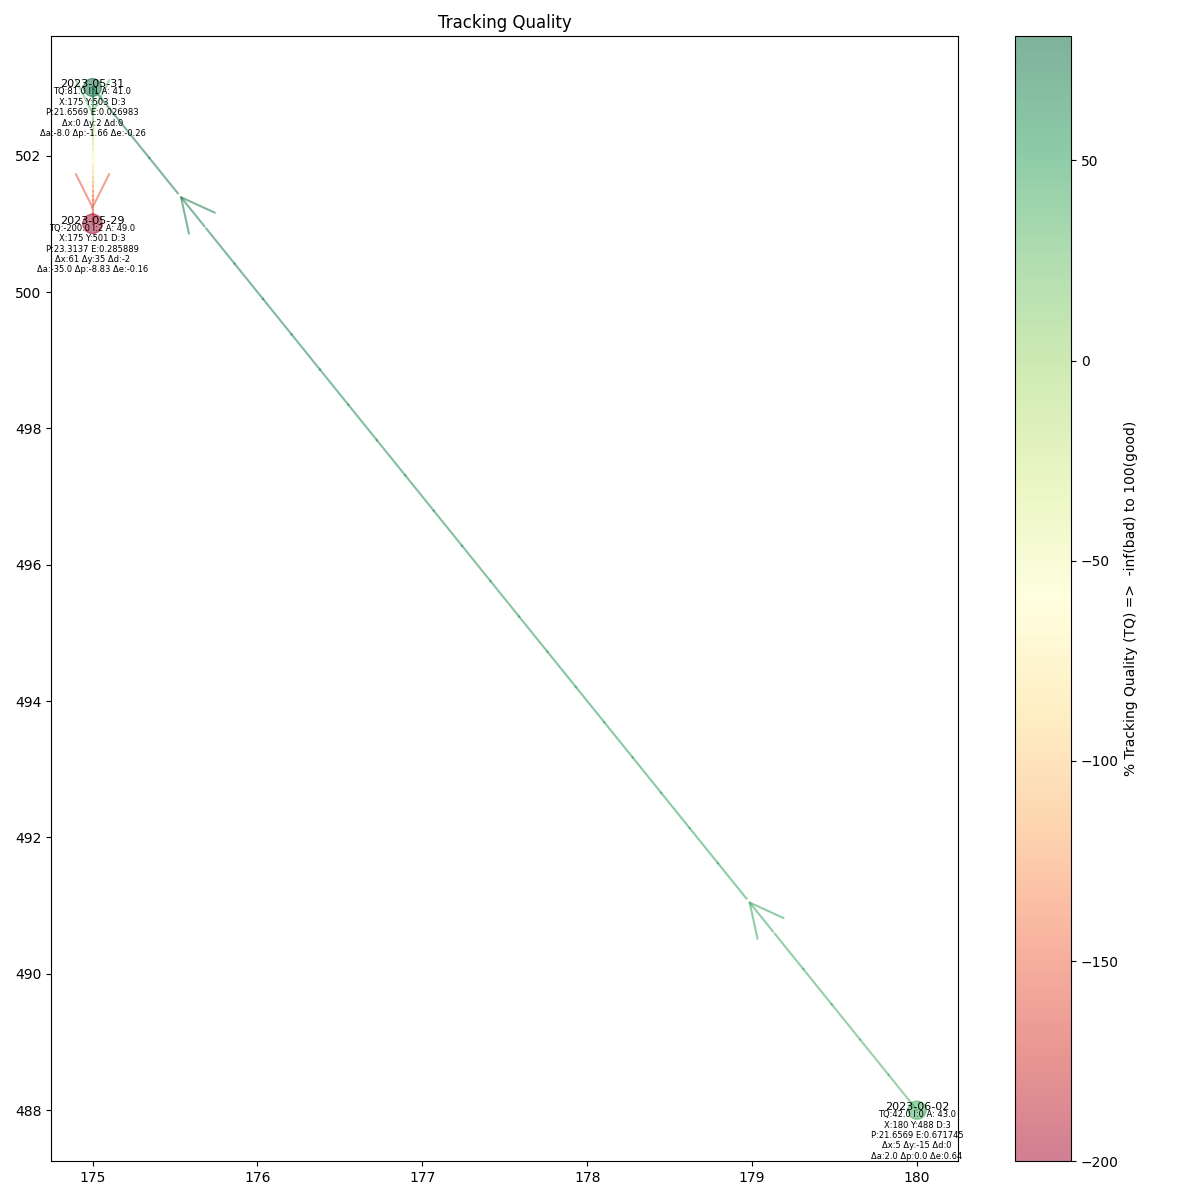 Tracking Quality
2023-05-31
TQ:81.0 I:1 A: 41.0
X:175 Y:503 D:3
P:21.6569 E:0.026983
Δx:0 Δy:2 Δd:0
Δa:-8.0 Δp:-1.66 Δe:-0.26
2023-05-29
TQ:-200.0 I:2 A: 49.0
X:175 Y:501 D:3
P:23.3137 E:0.285889
Δx:61 Δy:35 Δd:-2
Δa:-35.0 Δp:-8.83 Δe:-0.16
2023-06-02
TQ:42.0 I:0 A: 43.0
X:180 Y:488 D:3
P:21.6569 E:0.671745
Δx:5 Δy:-15 Δd:0
Δa:2.0 Δp:0.0 Δe:0.64
502
500
498
496
494
492
490
488
175
176
177
178
179
180
50
0
−50
−100
−150
−200
% Tracking Quality (TQ) => -inf(bad) to 100(good)